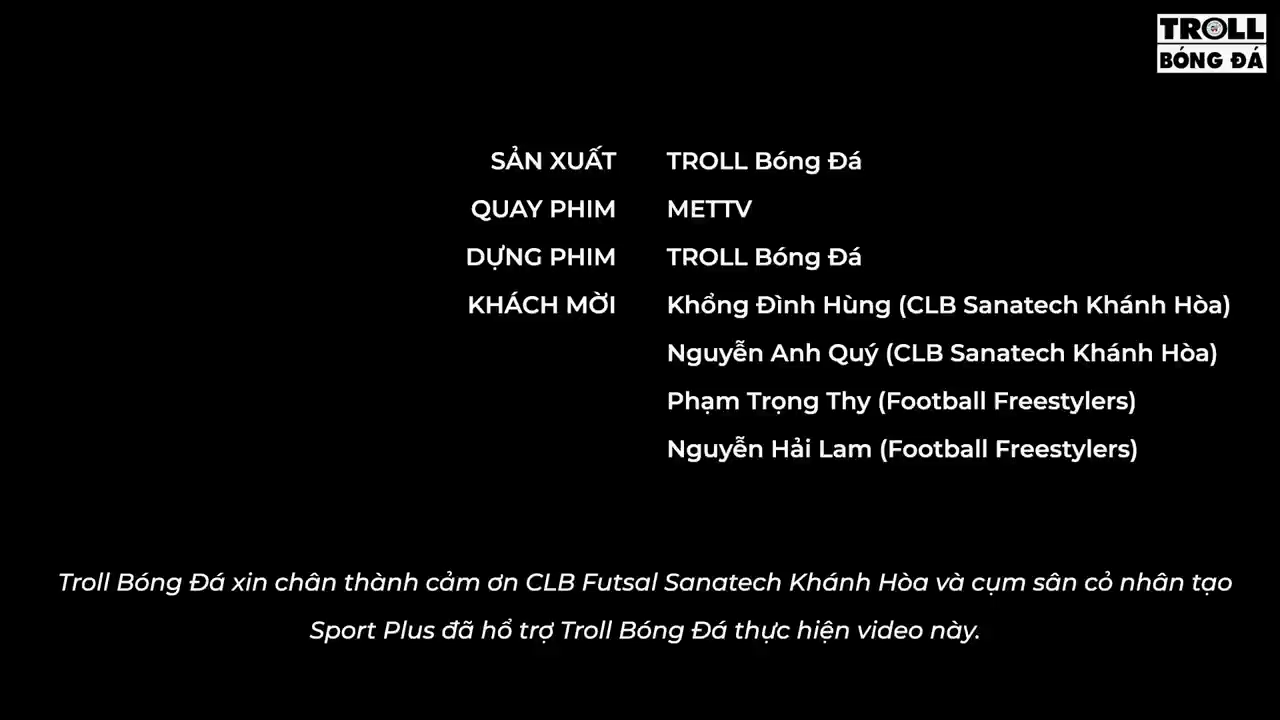 TROLL
BÓNG ĐÁ
SẢN XUẤT TROLL Bóng Đá
QUAY PHIM METTV
DỰNG PHIM TROLL Bóng Đá
KHÁCH MỜI Khổng Đình Hùng (CLB Sanatech Khánh Hòa)
Nguyễn Anh Quý (CLB Sanatech Khánh Hòa)
Phạm Trọng Thy (Football Freestylers)
Nguyễn Hải Lam (Football Freestylers)
Troll Bóng Đá xin chân thành cảm ơn CLB Futsal Sanatech Khánh Hòa và cụm sân cỏ nhân tạo
Sport Plus đã hổ trợ Troll Bóng Đá thực hiện video này.